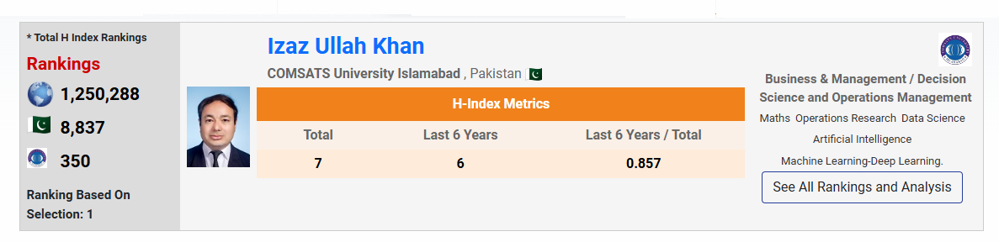 * Total H Index Rankings
Rankings
1,250,288
8,837
350
Ranking Based On
Selection: 1
Izaz Ullah Khan
COMSATS University Islamabad , Pakistan
H-Index Metrics
Total Last 6 Years Last 6 Years / Total
7 6 0.857
Business & Management / Decision
Science and Operations Management
Maths Operations Research Data Science
Artificial Intelligence
Machine Learning-Deep Learning.
See All Rankings and Analysis